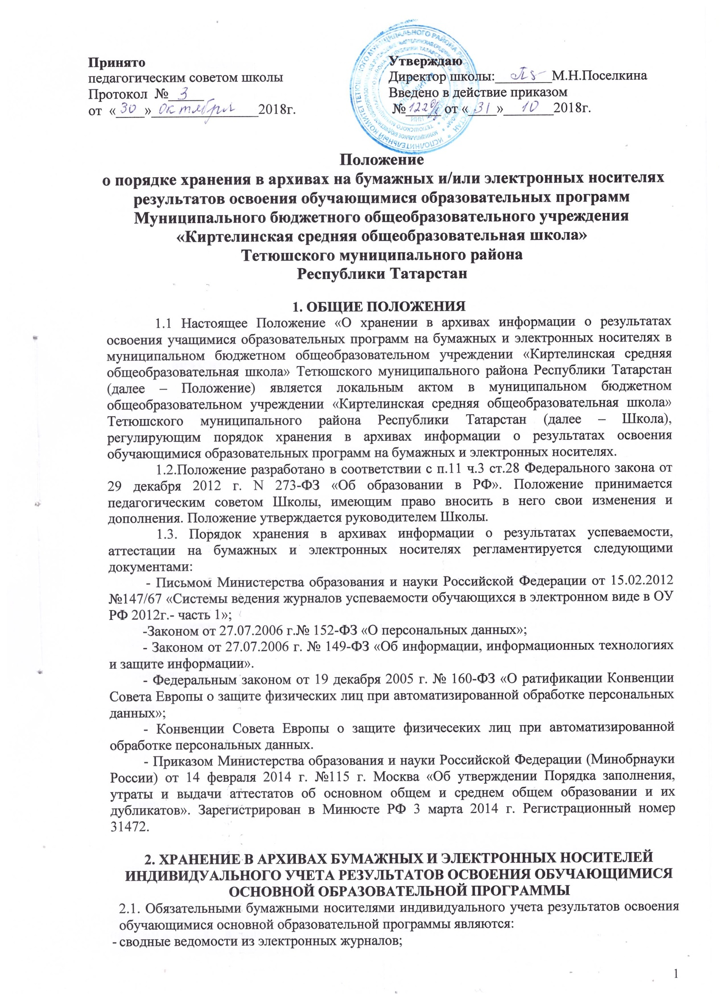 Принято
педагогическим советом школы
Протокол № 3
от «30» октября 2018г.
Утверждаю
Директор школы: М.Н.Поселкина
Введено в действие приказом
№ от «31» 10 2018г.
Положение
о порядке хранения в архивах на бумажных и/или электронных носителях
результатов освоения обучающимися образовательных программ
Муниципального бюджетного общеобразовательного учреждения
«Киртелинская средняя общеобразовательная школа»
Тетюшского муниципального района
Республики Татарстан
1. ОБЩИЕ ПОЛОЖЕНИЯ
1.1 Настоящее Положение «О хранении в архивах информации о результатах
освоения учащимися образовательных программ на бумажных и электронных носителях в
муниципальном бюджетном общеобразовательном учреждении «Киртелинская средняя
общеобразовательная школа» Тетюшского муниципального района Республики Татарстан
(далее – Положение) является локальным актом в муниципальном бюджетном
общеобразовательном учреждении «Киртелинская средняя общеобразовательная школа»
Тетюшского муниципального района Республики Татарстан (далее – Школа),
регулирующим порядок хранения в архивах информации о результатах освоения
обучающимися образовательных программ на бумажных и электронных носителях.
1.2.Положение разработано в соответствии с п.11 ч.3 ст.28 Федерального закона от
29 декабря 2012 г. N 273-ФЗ «Об образовании в РФ». Положение принимается
педагогическим советом Школы, имеющим право вносить в него свои изменения и
дополнения. Положение утверждается руководителем Школы.
1.3. Порядок хранения в архивах информации о результатах успеваемости,
аттестации на бумажных и электронных носителях регламентируется следующими
документами:
- Письмом Министерства образования и науки Российской Федерации от 15.02.2012
№147/67 «Системы ведения журналов успеваемости обучающихся в электронном виде в ОУ
РФ 2012г.- часть 1»;
-Законом от 27.07.2006 г.№ 152-ФЗ «О персональных данных»;
- Законом от 27.07.2006 г. № 149-ФЗ «Об информации, информационных технологиях
и защите информации».
- Федеральным законом от 19 декабря 2005 г. № 160-ФЗ «О ратификации Конвенции
Совета Европы о защите физических лиц при автоматизированной обработке персональных
данных»;
- Конвенции Совета Европы о защите физичесеких лиц при автоматизированной
обработке персональных данных.
- Приказом Министерства образования и науки Российской Федерации (Минобрнауки
России) от 14 февраля 2014 г. №115 г. Москва «Об утверждении Порядка заполнения,
утраты и выдачи аттестатов об основном общем и среднем общем образовании и их
дубликатов». Зарегистрирован в Минюсте РФ 3 марта 2014 г. Регистрационный номер
31472.
2. ХРАНЕНИЕ В АРХИВАХ БУМАЖНЫХ И ЭЛЕКТРОННЫХ НОСИТЕЛЕЙ
ИНДИВИДУАЛЬНОГО УЧЕТА РЕЗУЛЬТАТОВ ОСВОЕНИЯ ОБУЧАЮЩИМИСЯ
ОСНОВНОЙ ОБРАЗОВАТЕЛЬНОЙ ПРОГРАММЫ
2.1. Обязательными бумажными носителями индивидуального учета результатов освоения
обучающимися основной образовательной программы являются:
- сводные ведомости из электронных журналов;
1